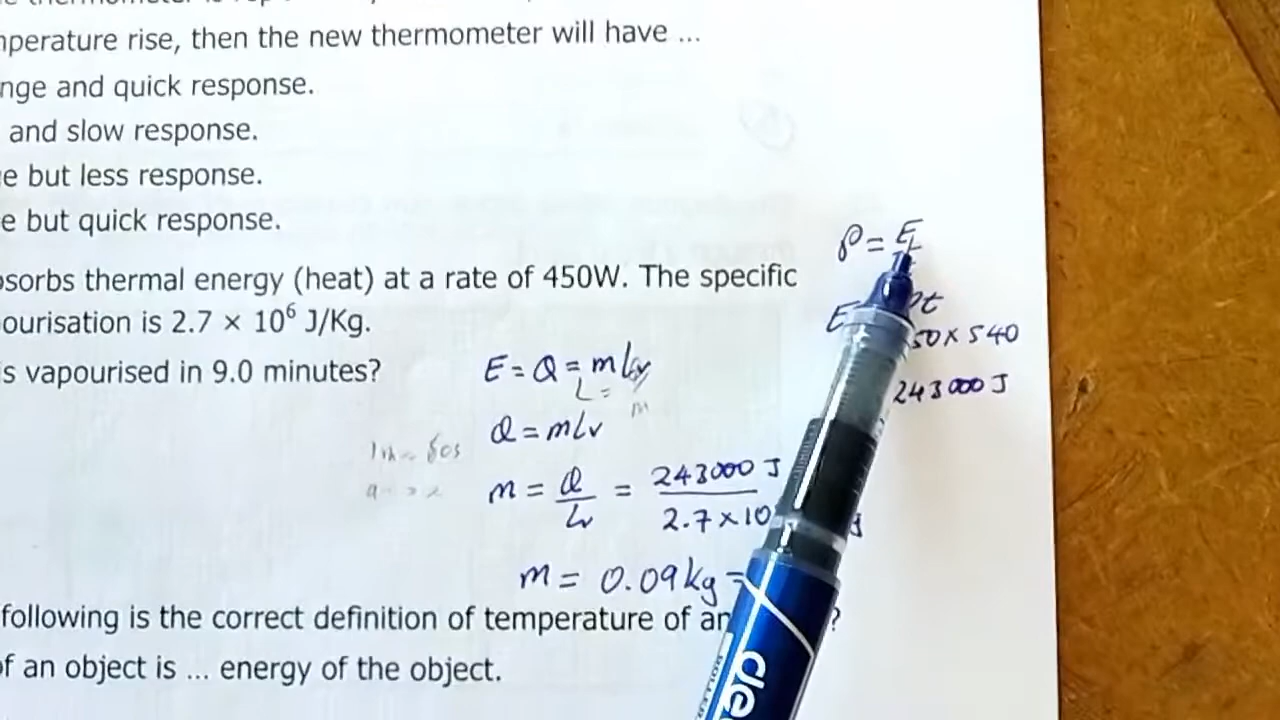 mperature rise, then the new thermometer will have ...
nge and quick response.
and slow response.
e but less response.
e but quick response.
P = E/t
sorbs thermal energy (heat) at a rate of 450W. The specific
E Pt
ourisation is 2.7 × 10⁶ J/Kg.
50 × 540
s vapourised in 9.0 minutes?
E = Q = mLv
243000 J
L =
m
Q = mLv
m = Q/Lv = 243000 J
2.7 × 10
m = 0.09 kg
following is the correct definition of temperature of an ?
of an object is ... energy of the object.